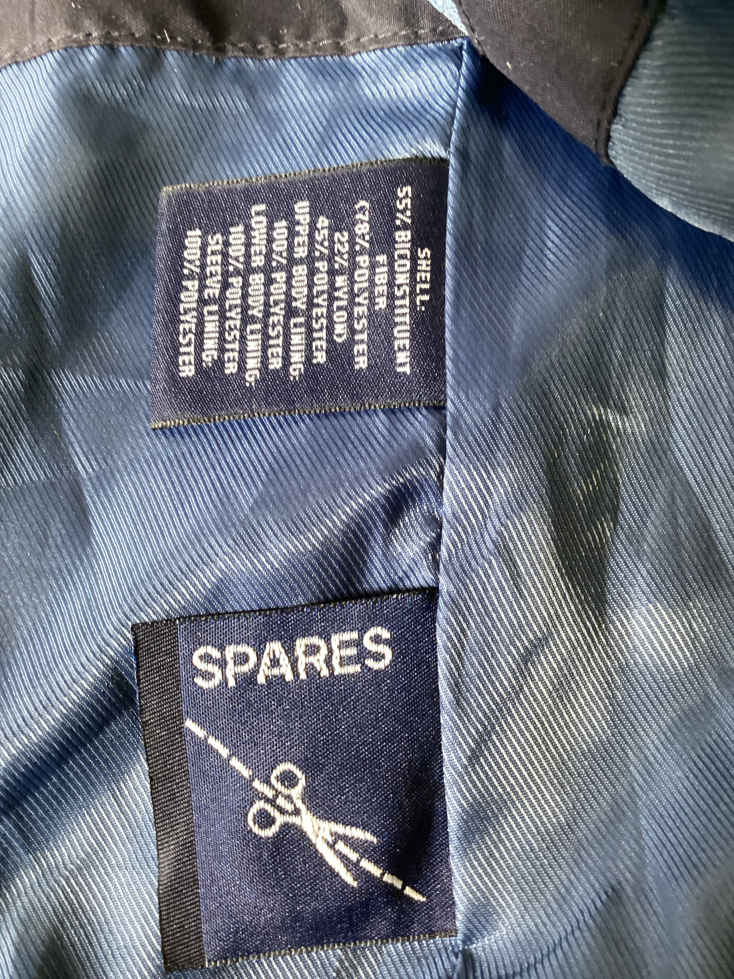 SHELL:
55% BICONSTITUENT
FIBER
(78% POLYESTER
22% NYLON)
45% POLYESTER
UPPER BODY LINING:
100% POLYESTER
LOWER BODY LINING:
100% POLYESTER
SLEEVE LINING:
100% POLYESTER
SPARES